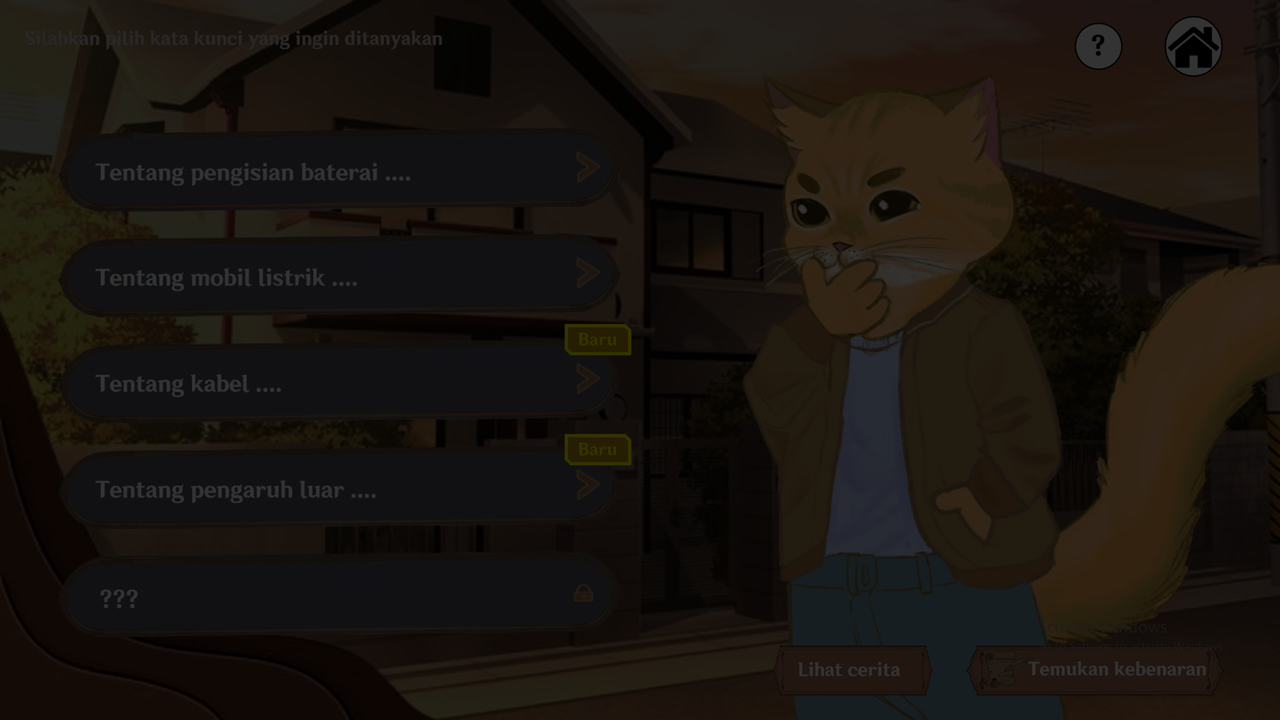 Silahkan pilih kata kunci yang ingin ditanyakan
?
Tentang pengisian baterai ....
Tentang mobil listrik ....
Baru
Tentang kabel ....
Baru
Tentang pengaruh luar ....
???
Lihat cerita
Temukan kebenaran